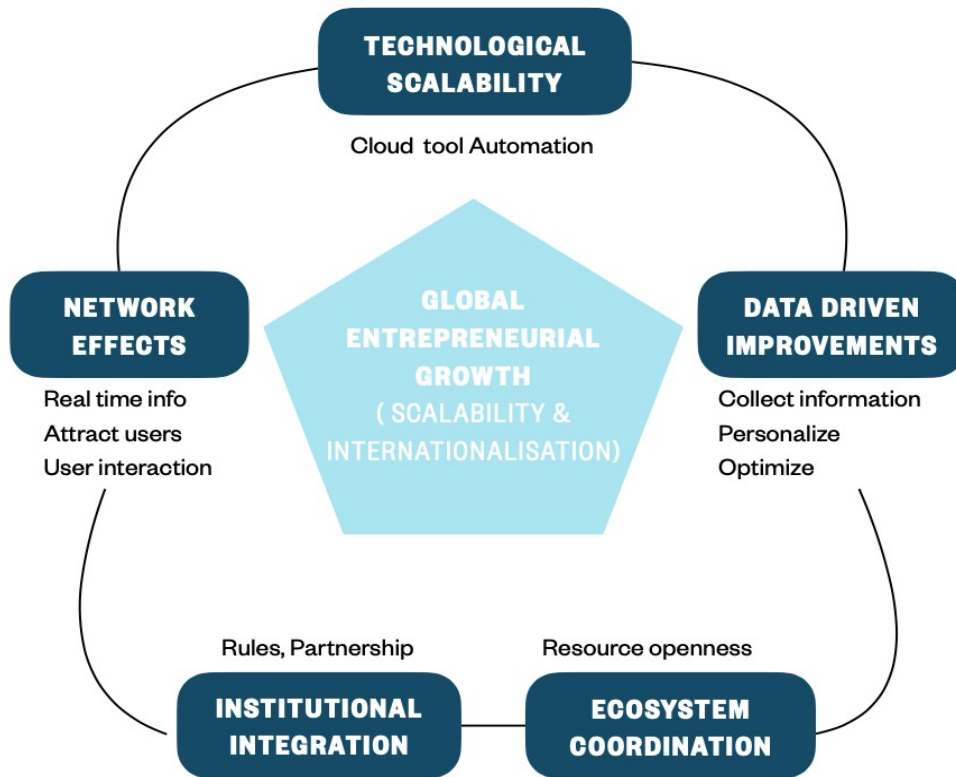 TECHNOLOGICAL
SCALABILITY
Cloud tool Automation
NETWORK
EFFECTS
Real time info
Attract users
User interaction
GLOBAL
ENTREPRENEURIAL
GROWTH
( SCALABILITY &
INTERNATIONALISATION)
DATA DRIVEN
IMPROVEMENTS
Collect information
Personalize
Optimize
Rules, Partnership
INSTITUTIONAL
INTEGRATION
Resource openness
ECOSYSTEM
COORDINATION